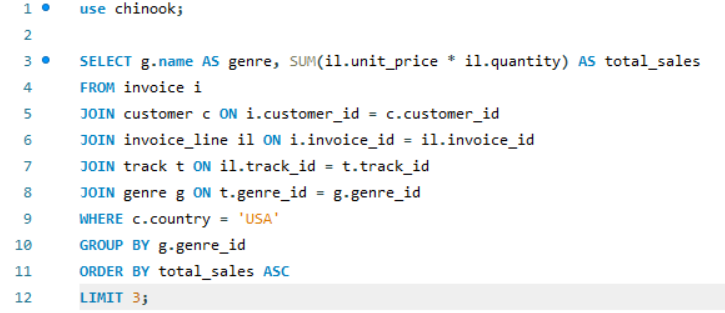 1 use chinook;
2
3 SELECT g.name AS genre, SUM(il.unit_price * il.quantity) AS total_sales
4 FROM invoice i
5 JOIN customer c ON i.customer_id = c.customer_id
6 JOIN invoice_line il ON i.invoice_id = il.invoice_id
7 JOIN track t ON il.track_id = t.track_id
8 JOIN genre g ON t.genre_id = g.genre_id
9 WHERE c.country = 'USA'
10 GROUP BY g.genre_id
11 ORDER BY total_sales ASC
12 LIMIT 3;